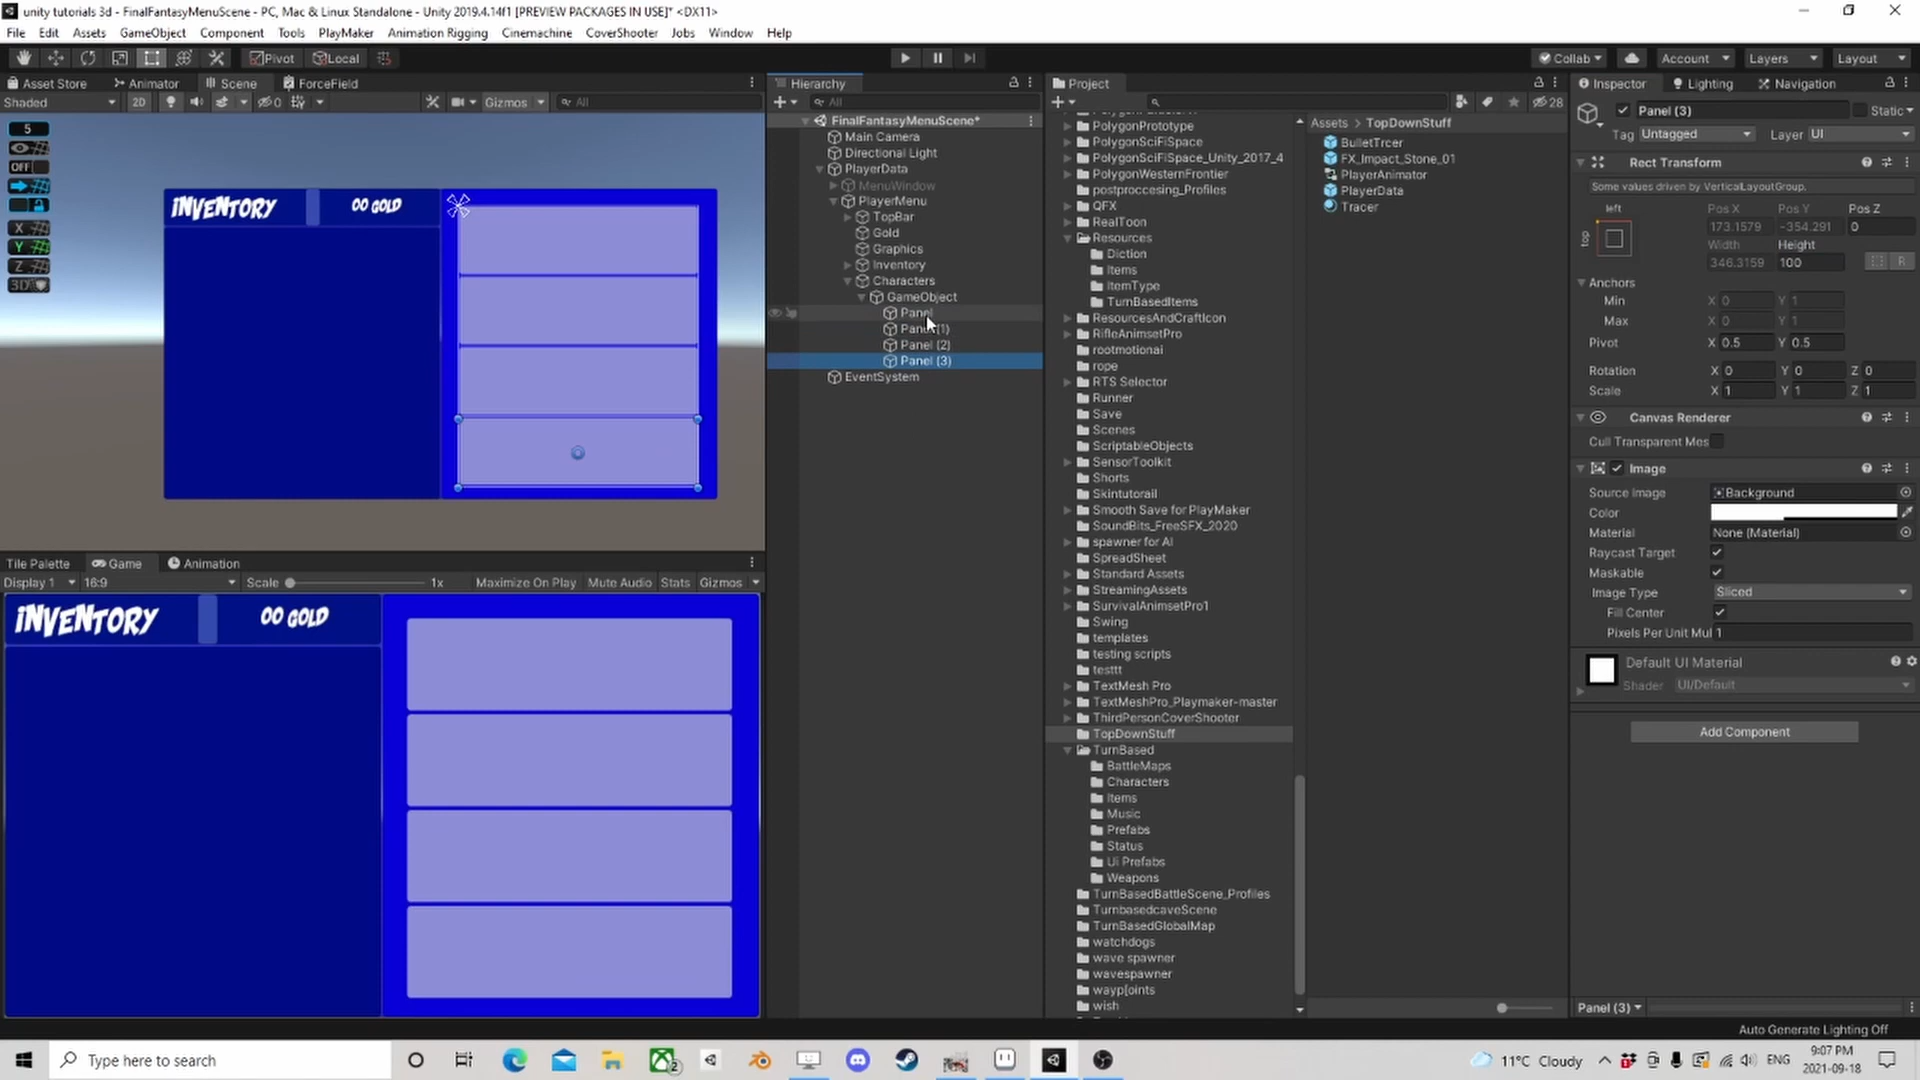 unity tutorials 3d - FinalFantasyMenuScene - PC, Mac & Linux Standalone - Unity 2019.4.14f1 [PREVIEW PACKAGES IN USE]* <DX11>
File Edit Assets GameObject Component Tools PlayMaker Animation Rigging Cinemachine CoverShooter Jobs Window Help
Pivot Local Collab Account Layers Layout
Asset Store Animator Scene ForceField
Shaded 2D 0 Gizmos All
5
OFF
X
Y
Z
3D
INVENTORY 00 GOLD
Tile Palette Game Animation
Display 1 16:9 Scale 1x Maximize On Play Mute Audio Stats Gizmos
INVENTORY 00 GOLD
Hierarchy
All
FinalFantasyMenuScene*
Main Camera
Directional Light
PlayerData
MenuWindow
PlayerMenu
TopBar
Gold
Graphics
Inventory
Characters
GameObject
Panel
Panel (1)
Panel (2)
Panel (3)
EventSystem
Project
28
PolygonPrototype
PolygonSciFiSpace
PolygonSciFiSpace_Unity_2017_4
PolygonWesternFrontier
postproccesing_Profiles
QFX
RealToon
Resources
Diction
Items
ItemType
TurnBasedItems
ResourcesAndCraftIcon
RifleAnimsetPro
rootmotionai
rope
RTS Selector
Runner
Save
Scenes
ScriptableObjects
SensorToolkit
Shorts
Skintutorail
Smooth Save for PlayMaker
SoundBits_FreeSFX_2020
spawner for AI
SpreadSheet
Standard Assets
StreamingAssets
SurvivalAnimsetPro1
Swing
templates
testing scripts
testtt
TextMesh Pro
TextMeshPro_Playmaker-master
ThirdPersonCoverShooter
TopDownStuff
TurnBased
BattleMaps
Characters
Items
Music
Prefabs
Status
Ui Prefabs
Weapons
TurnBasedBattleScene_Profiles
TurnbasedcaveScene
TurnBasedGlobalMap
watchdogs
wave spawner
wavespawner
wayp[oints
wish
Assets > TopDownStuff
BulletTrcer
FX_Impact_Stone_01
PlayerAnimator
PlayerData
Tracer
Inspector Lighting Navigation
Panel (3) Static
Tag Untagged Layer UI
Rect Transform
Some values driven by VerticalLayoutGroup.
left Pos X Pos Y Pos Z
top 173.1579 -354.291 0
Width Height
346.3159 100 R
Anchors
Min X 0 Y 1
Max X 0 Y 1
Pivot X 0.5 Y 0.5
Rotation X 0 Y 0 Z 0
Scale X 1 Y 1 Z 1
Canvas Renderer
Cull Transparent Mes
Image
Source Image Background
Color
Material None (Material)
Raycast Target
Maskable
Image Type Sliced
Fill Center
Pixels Per Unit Mul 1
Default UI Material
Shader UI/Default
Add Component
Panel (3)
Auto Generate Lighting Off
Type here to search
2
11°C Cloudy ENG 9:07 PM
2021-09-18